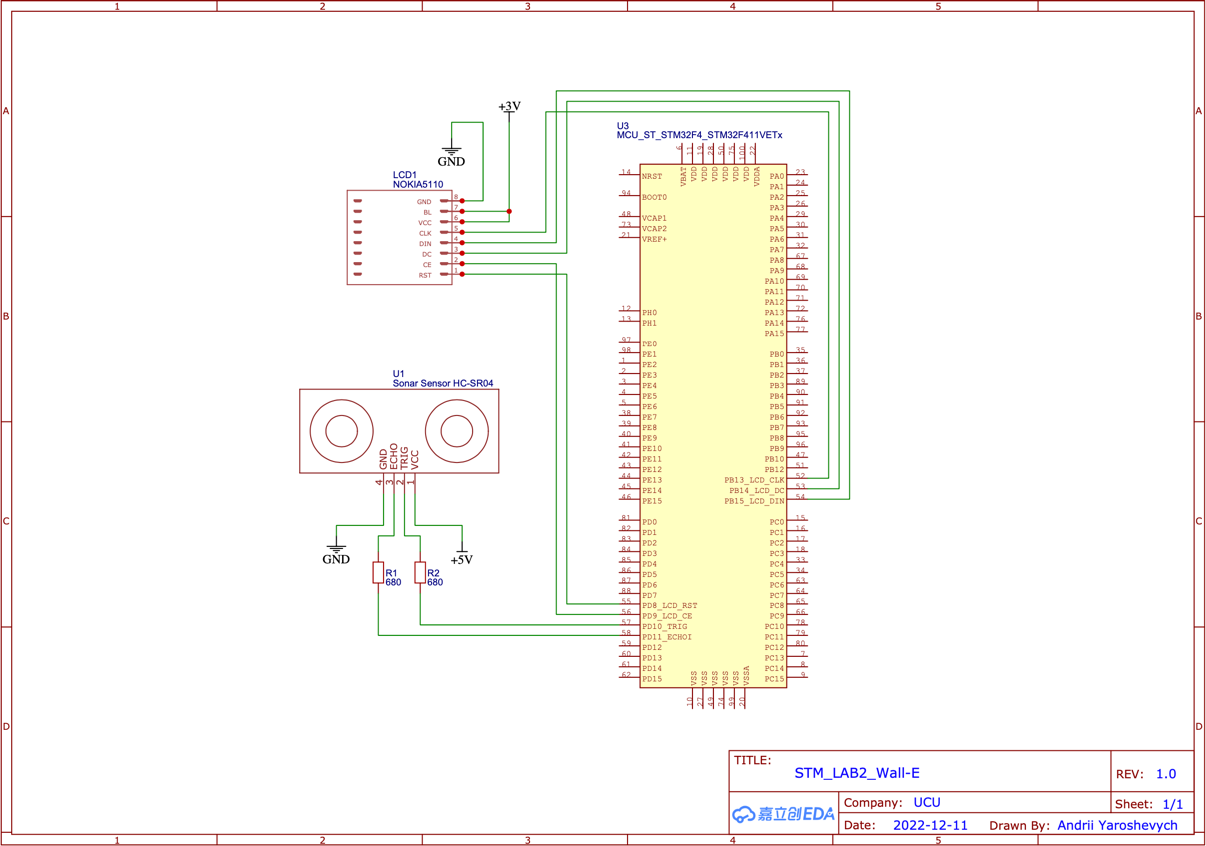 1 2 3 4 5
A A
B B
C C
D D
+3V
GND
LCD1
NOKIA5110
GND 8
BL 7
VCC 6
CLK 5
DIN 4
DC 3
CE 2
RST 1
U1
Sonar Sensor HC-SR04
GND ECHO TRIG VCC
4 3 2 1
GND
+5V
R1
680
R2
680
U3
MCU_ST_STM32F4_STM32F411VETx
6 11 19 28 50 75 100 22
VBAT VDD VDD VDD VDD VDD VDD VDDA
14 NRST
94 BOOT0
48 VCAP1
73 VCAP2
21 VREF+
12 PH0
13 PH1
97 PE0
98 PE1
1 PE2
2 PE3
3 PE4
4 PE5
5 PE6
38 PE7
39 PE8
40 PE9
41 PE10
42 PE11
43 PE12
44 PE13
45 PE14
46 PE15
81 PD0
82 PD1
83 PD2
84 PD3
85 PD4
86 PD5
87 PD6
88 PD7
55 PD8_LCD_RST
56 PD9_LCD_CE
57 PD10_TRIG
58 PD11_ECHOI
59 PD12
60 PD13
61 PD14
62 PD15
PA0 23
PA1 24
PA2 25
PA3 26
PA4 29
PA5 30
PA6 31
PA7 32
PA8 67
PA9 68
PA10 69
PA11 70
PA12 71
PA13 72
PA14 76
PA15 77
PB0 35
PB1 36
PB2 37
PB3 89
PB4 90
PB5 91
PB6 92
PB7 93
PB8 95
PB9 96
PB10 47
PB12 51
PB13_LCD_CLK 52
PB14_LCD_DC 53
PB15_LCD_DIN 54
PC0 15
PC1 16
PC2 17
PC3 18
PC4 33
PC5 34
PC6 63
PC7 64
PC8 65
PC9 66
PC10 78
PC11 79
PC12 80
PC13 7
PC14 8
PC15 9
VSS VSS VSS VSS VSS VSSA
10 27 49 74 99 20
TITLE:
STM_LAB2_Wall-E
REV: 1.0
嘉立创EDA
Company: UCU
Sheet: 1/1
Date: 2022-12-11 Drawn By: Andrii Yaroshevych
1 2 3 4 5